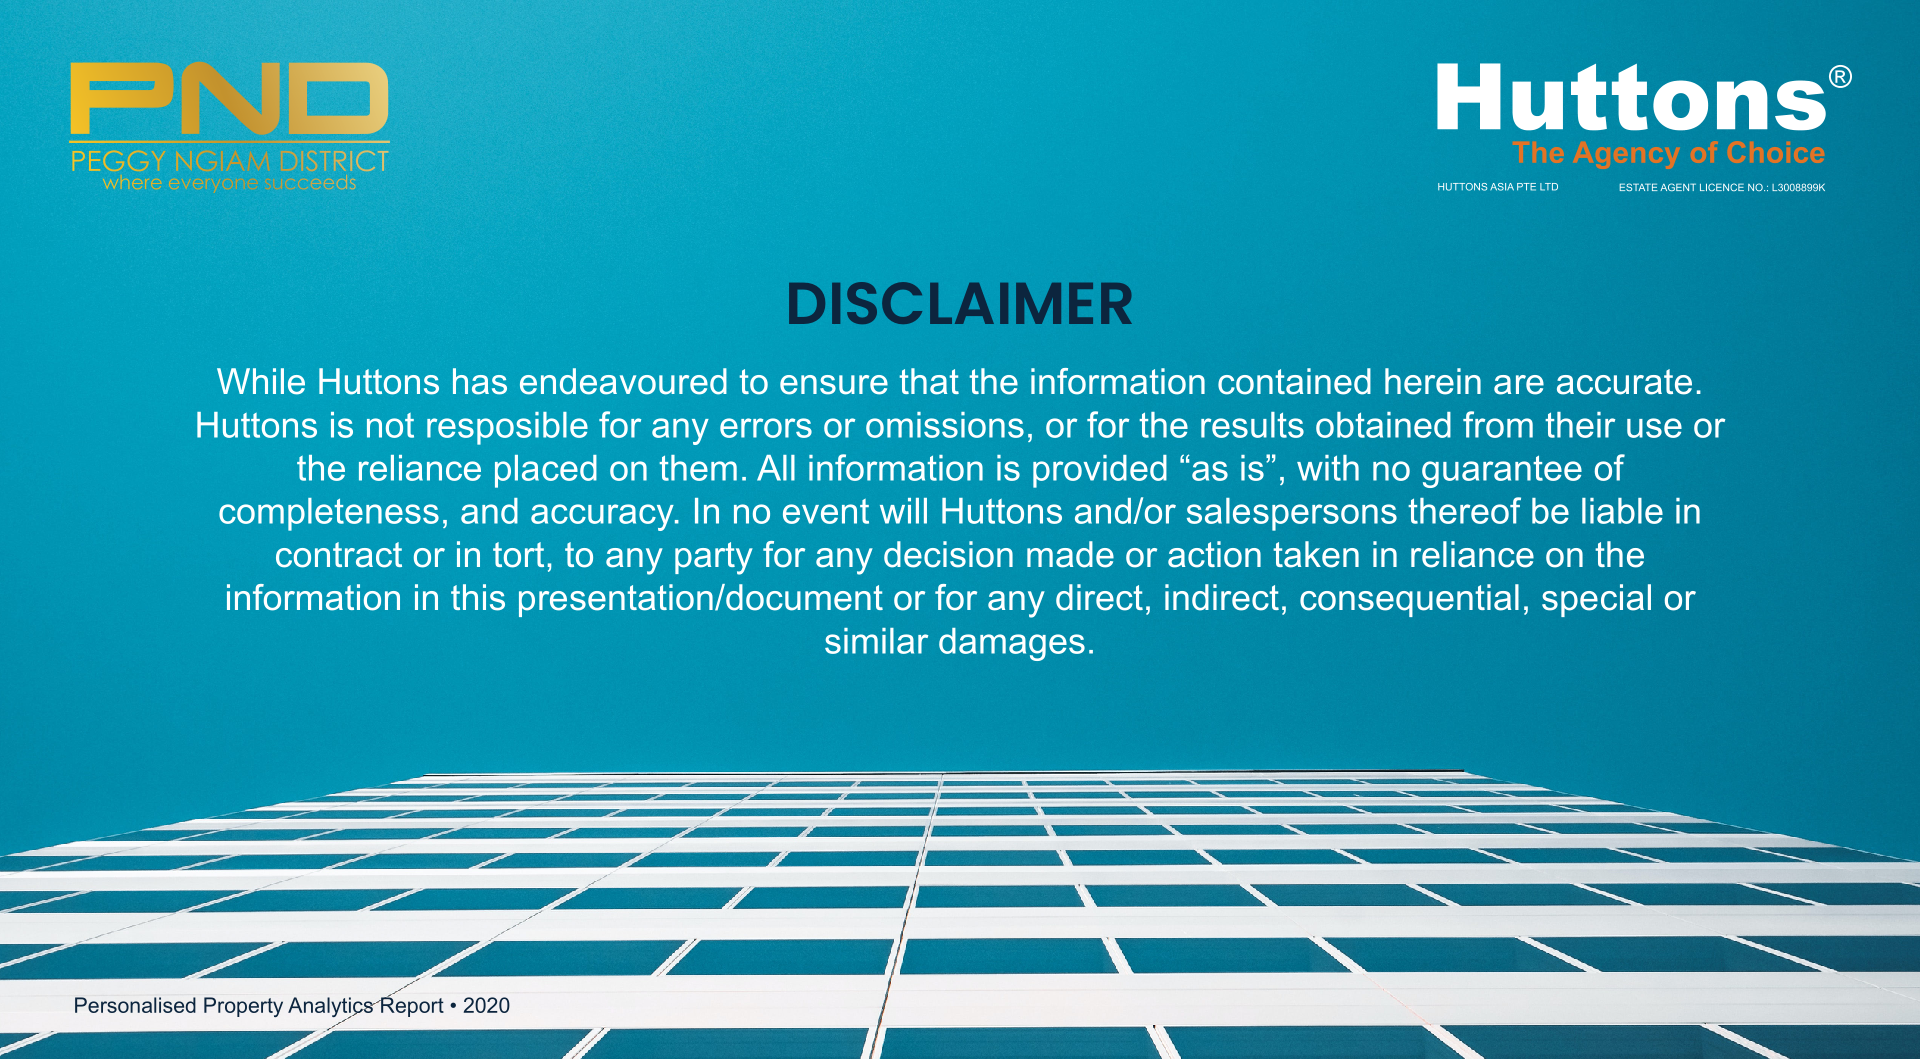 PND
PEGGY NGIAM DISTRICT
where everyone succeeds
Huttons®
The Agency of Choice
HUTTONS ASIA PTE LTD ESTATE AGENT LICENCE NO.: L3008899K
DISCLAIMER
While Huttons has endeavoured to ensure that the information contained herein are accurate.
Huttons is not resposible for any errors or omissions, or for the results obtained from their use or
the reliance placed on them. All information is provided “as is”, with no guarantee of
completeness, and accuracy. In no event will Huttons and/or salespersons thereof be liable in
contract or in tort, to any party for any decision made or action taken in reliance on the
information in this presentation/document or for any direct, indirect, consequential, special or
similar damages.
Personalised Property Analytics Report • 2020